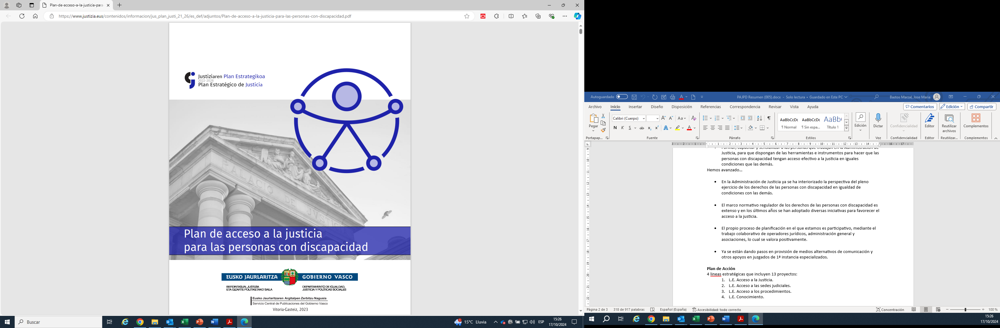 Plan-de-acceso-a-la-justicia-para-
https://www.justizia.eus/contenidos/informacion/jus_plan_justi_21_26/es_def/adjuntos/Plan-de-acceso-a-la-justicia-para-las-personas-con-discapacidad.pdf
Justiziaren Plan Estrategikoa
2022-2028
Plan Estratégico de Justicia
PALACIO DE JVSTICIA
Plan de acceso a la justicia
para las personas con discapacidad
EUSKO JAURLARITZA
GOBIERNO VASCO
BERDINTASUN, JUSTIZIA
ETA GIZARTE POLITIKETAKO SAILA
DEPARTAMENTO DE IGUALDAD,
JUSTICIA Y POLÍTICAS SOCIALES
Eusko Jaurlaritzaren Argitalpen Zerbitzu Nagusia
Servicio Central de Publicaciones del Gobierno Vasco
Vitoria-Gasteiz, 2023
Buscar
15°C Lluvia
ESP
15:26
17/10/2024
Autoguardado
PAJPD Resumen (005).docx - Solo lectura • Guardado en Este PC
Bastos Marzal, Jose Maria
Archivo Inicio Insertar Diseño Disposición Referencias Correspondencia Revisar Vista Ayuda
Comentarios Edición Compartir
Pegar
Calibri (Cuerpo)
N K S ab x₂ x²
AaBbCcDc AaBbCcDc AaBb
¶ Normal ¶ Sin espa... Título 1
Edición
Dictar
Confidencialidad
Editor
Reutilizar
archivos
Complementos
Portapap... Fuente Párrafo Estilos Voz Confidencialidad Editor Reutilizar... Complementos
Formar, capacitar y sensibilizar a las personas que trabajan en la Administración de
Justicia, para que dispongan de las herramientas e instrumentos para hacer que las
personas con discapacidad tengan acceso efectivo a la justicia en iguales
condiciones que las demás.
Hemos avanzado…
• En la Administración de Justicia ya se ha interiorizado la perspectiva del pleno
ejercicio de los derechos de las personas con discapacidad en igualdad de
condiciones con las demás.
• El marco normativo regulador de los derechos de las personas con discapacidad es
extenso y en los últimos años se han adoptado diversas iniciativas para favorecer el
acceso a la justicia.
• El propio proceso de planificación en el que estamos es participativo, mediante el
trabajo colaborativo de operadores jurídicos, administración general y
asociaciones, lo cual se valora positivamente.
• Ya se están dando pasos en provisión de medios alternativos de comunicación y
otros apoyos en juzgados de 1ª instancia especializados.
Plan de Acción
4 lineas estratégicas que incluyen 13 proyectos:
1. L.E. Acceso a la Justicia.
2. L.E. Acceso a las sedes judiciales.
3. L.E. Acceso a los procedimientos.
4. L.E. Conocimiento.
Página 2 de 3 318 de 917 palabras Español (España) Accesibilidad: todo correcto
Concentración
100 %
15:26
17/10/2024